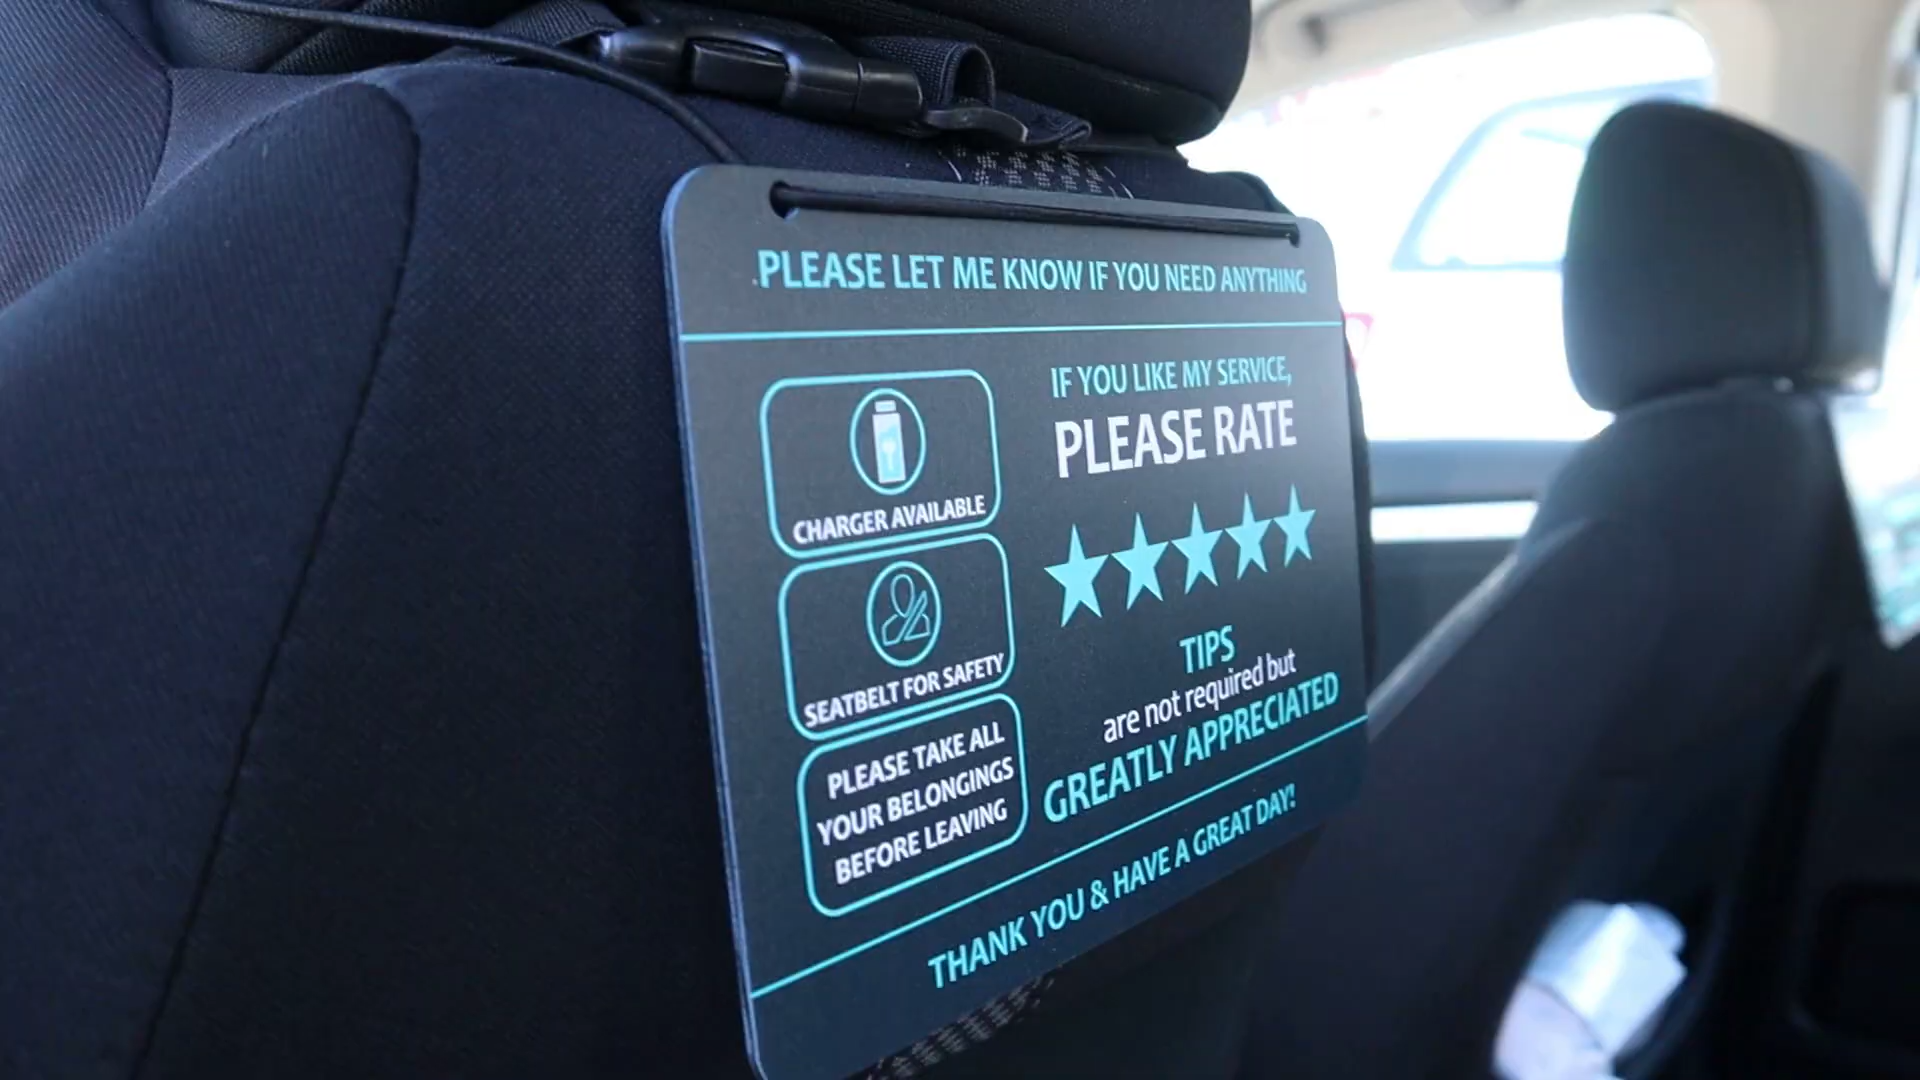 PLEASE LET ME KNOW IF YOU NEED ANYTHING
CHARGER AVAILABLE
SEATBELT FOR SAFETY
PLEASE TAKE ALL
YOUR BELONGINGS
BEFORE LEAVING
IF YOU LIKE MY SERVICE,
PLEASE RATE
TIPS
are not required but
GREATLY APPRECIATED
THANK YOU & HAVE A GREAT DAY!